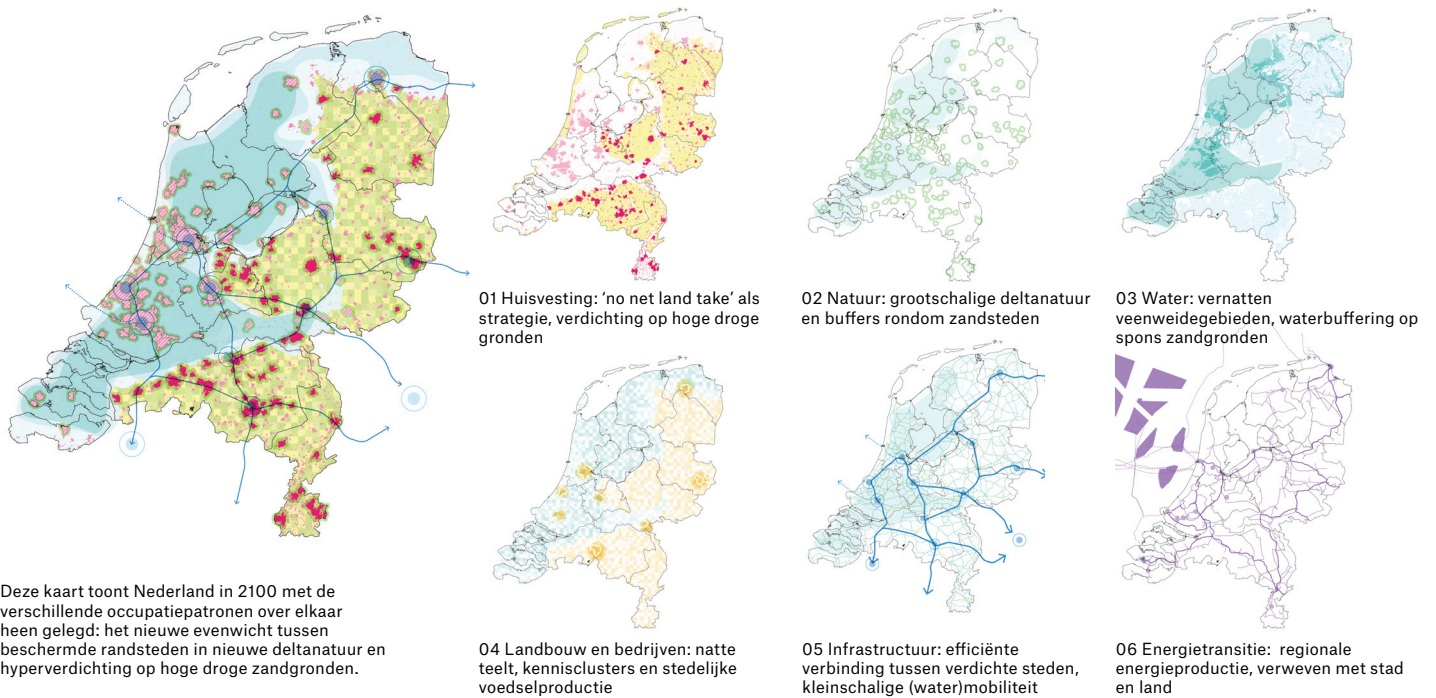 01 Huisvesting: ‘no net land take’ als
strategie, verdichting op hoge droge
gronden
02 Natuur: grootschalige deltanatuur
en buffers rondom zandsteden
03 Water: vernatten
veenweidegebieden, waterbuffering op
spons zandgronden
Deze kaart toont Nederland in 2100 met de
verschillende occupatiepatronen over elkaar
heen gelegd: het nieuwe evenwicht tussen
beschermde randsteden in nieuwe deltanatuur en
hyperverdichting op hoge droge zandgronden.
04 Landbouw en bedrijven: natte
teelt, kennisclusters en stedelijke
voedselproductie
05 Infrastructuur: efficiënte
verbinding tussen verdichte steden,
kleinschalige (water)mobiliteit
06 Energietransitie: regionale
energieproductie, verweven met stad
en land